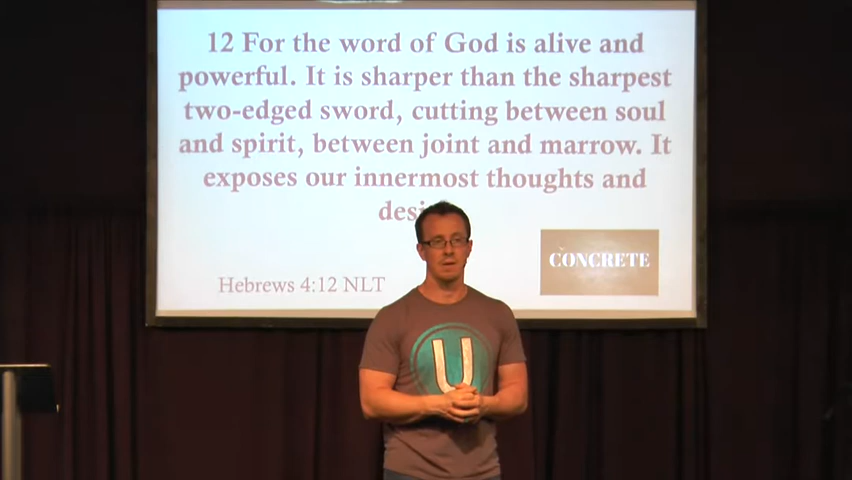 12 For the word of God is alive and
powerful. It is sharper than the sharpest
two-edged sword, cutting between soul
and spirit, between joint and marrow. It
exposes our innermost thoughts and
Hebrews 4:12 NLT
CONCRETE
U